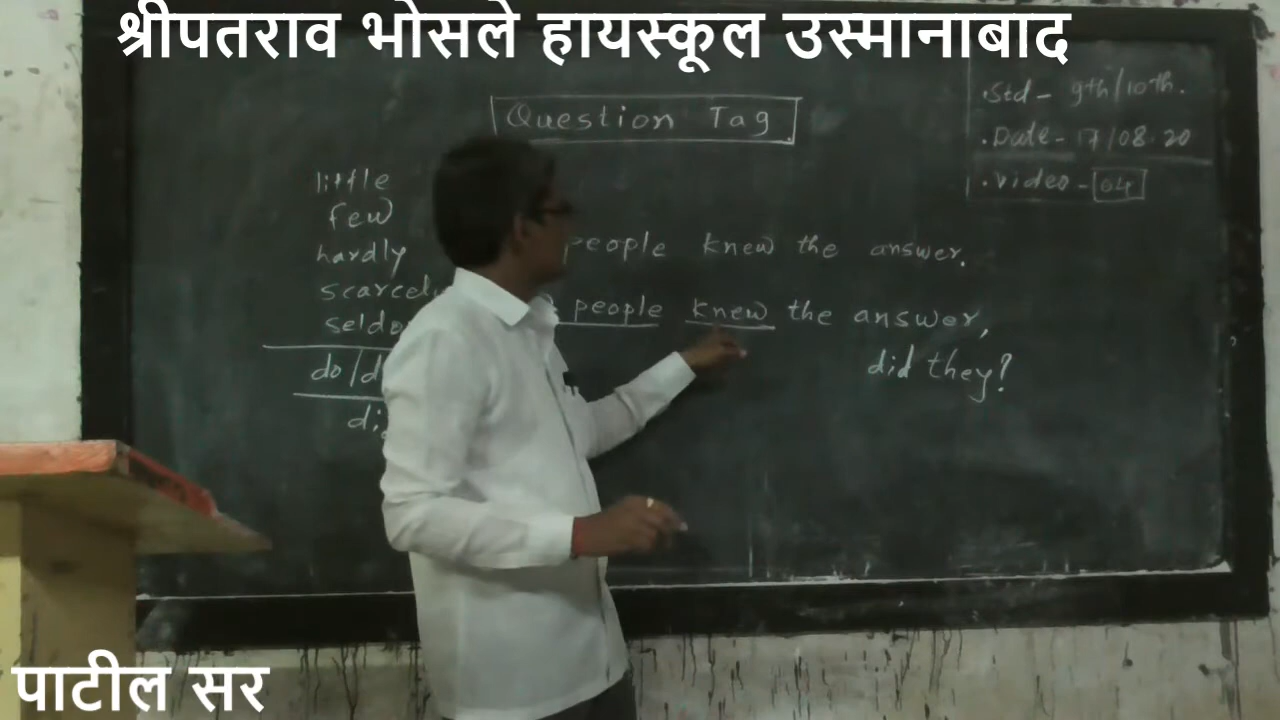 श्रीपतराव भोसले हायस्कूल उस्मानाबाद
Question Tag
.Std - 9th/10th.
.Date - 17/08.20
.Video - 04
little
few
hardly
people knew the answer.
people knew the answer,
did they?
पाटील सर